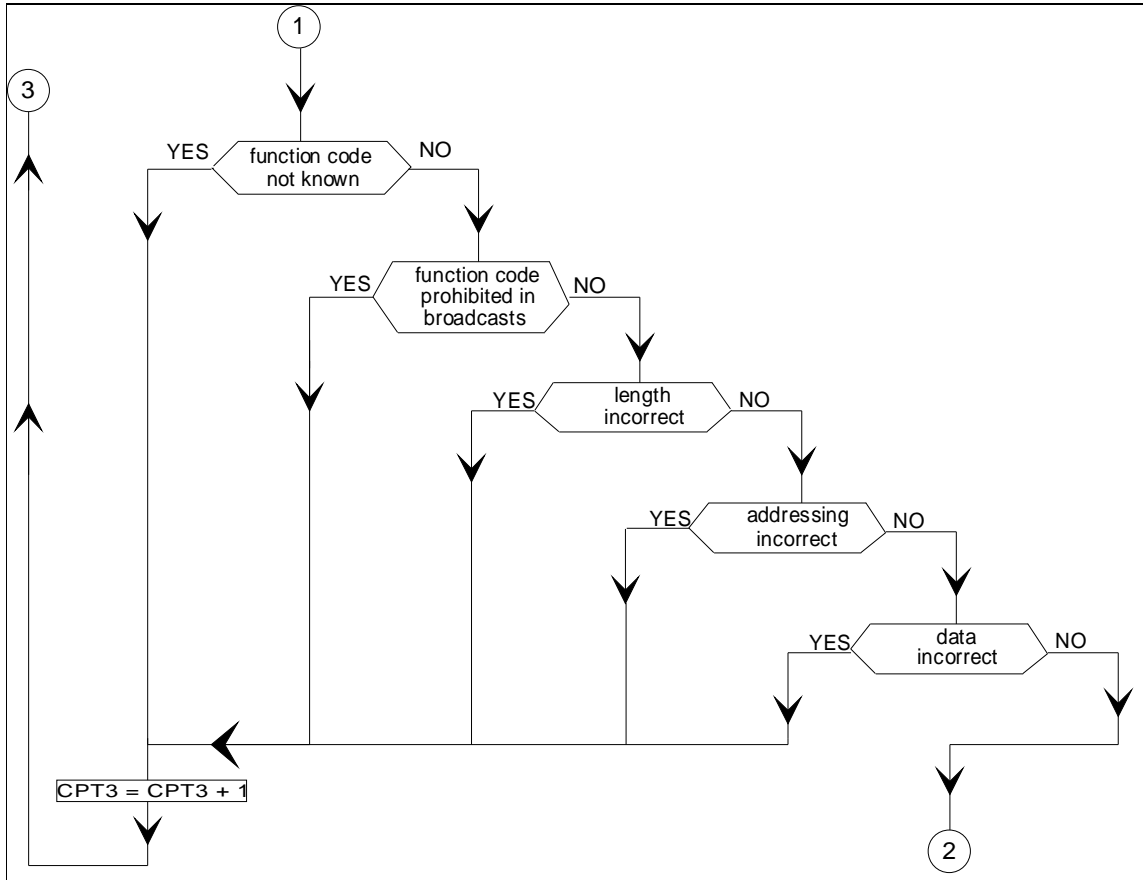 1
3
YES
function code
not known
NO
YES
function code
prohibited in
broadcasts
NO
YES
length
incorrect
NO
YES
addressing
incorrect
NO
YES
data
incorrect
NO
CPT3 = CPT3 + 1
2